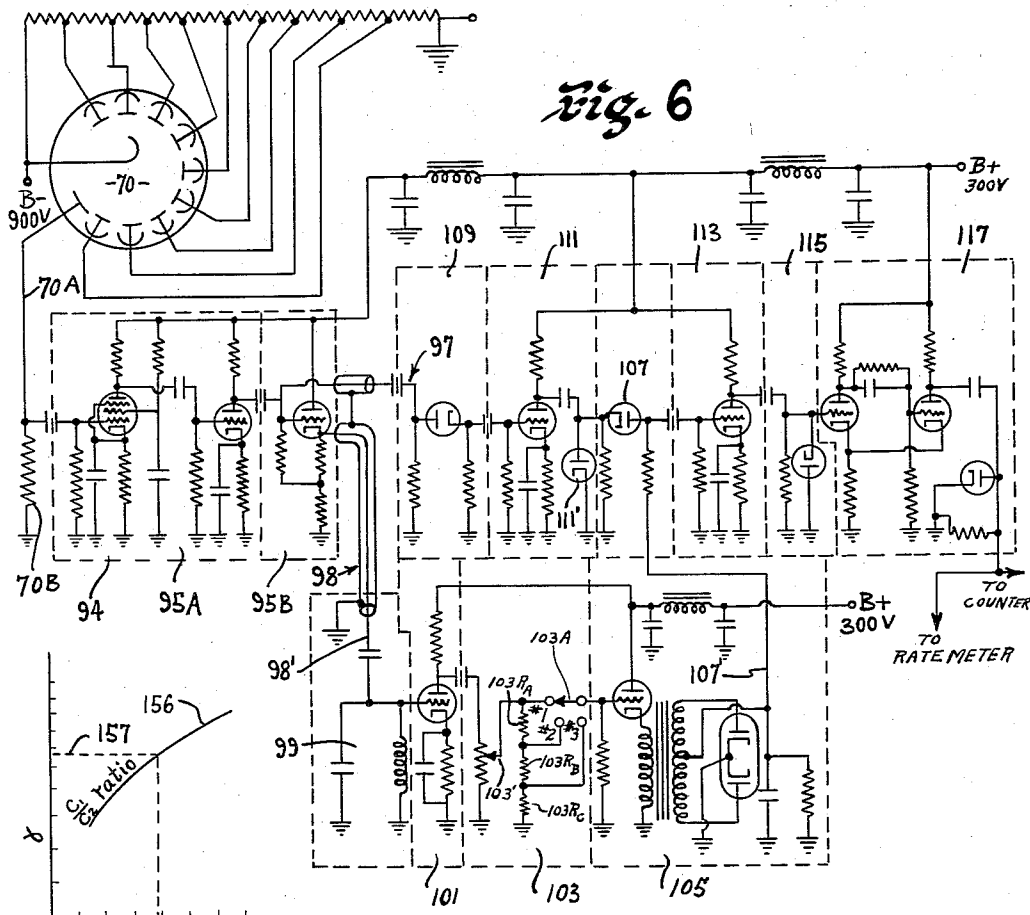 Fig. 6
-70-
B-
900V
B+
300V
109
111
113
115
117
70A
97
107
111'
70B
94
95A
95B
98
TO
COUNTER
TO
RATE METER
98'
99
103A
103RA
#1
#2
#3
103RB
103'
103RC
B+
300V
107
101
103
105
156
157
C1/C2 ratio
γ